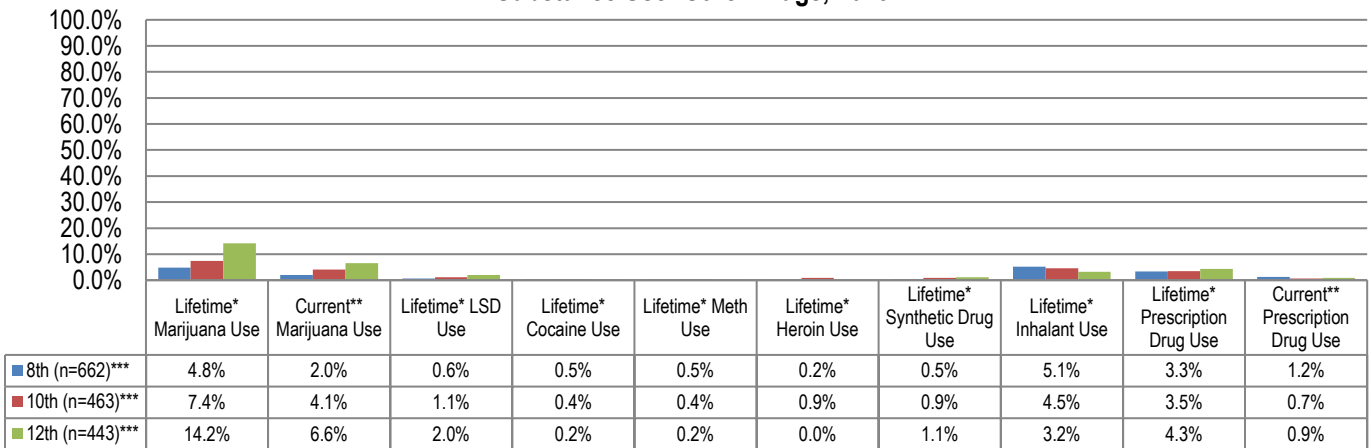 100.0%
90.0%
80.0%
70.0%
60.0%
50.0%
40.0%
30.0%
20.0%
10.0%
0.0%
Lifetime* Marijuana Use
Current** Marijuana Use
Lifetime* LSD Use
Lifetime* Cocaine Use
Lifetime* Meth Use
Lifetime* Heroin Use
Lifetime* Synthetic Drug Use
Lifetime* Inhalant Use
Lifetime* Prescription Drug Use
Current** Prescription Drug Use
8th (n=662)*** 4.8% 2.0% 0.6% 0.5% 0.5% 0.2% 0.5% 5.1% 3.3% 1.2%
10th (n=463)*** 7.4% 4.1% 1.1% 0.4% 0.4% 0.9% 0.9% 4.5% 3.5% 0.7%
12th (n=443)*** 14.2% 6.6% 2.0% 0.2% 0.2% 0.0% 1.1% 3.2% 4.3% 0.9%